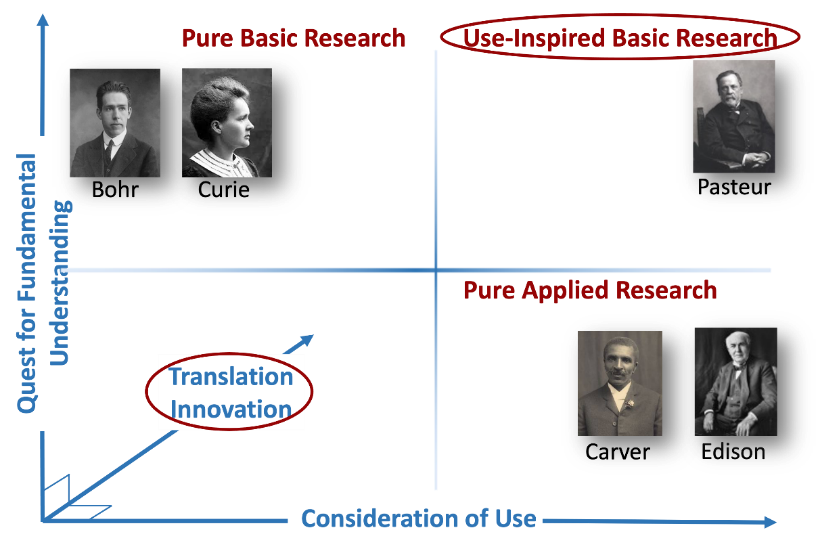 Pure Basic Research
Use-Inspired Basic Research
Bohr
Curie
Pasteur
Quest for Fundamental
Understanding
Pure Applied Research
Translation
Innovation
Carver
Edison
Consideration of Use